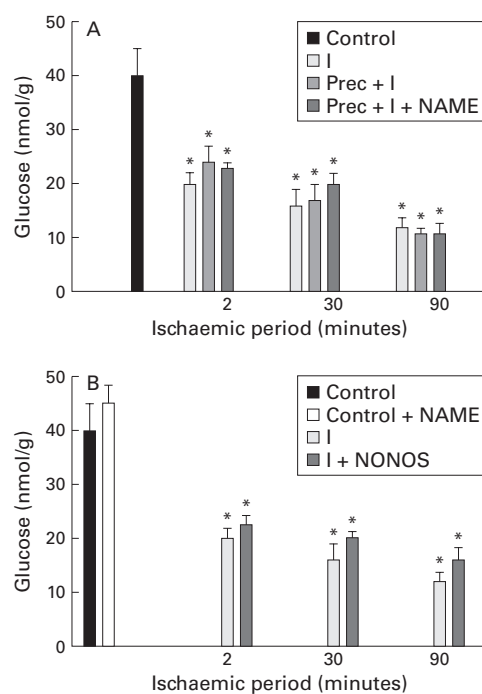 A
50
40
30
20
10
0
Glucose (nmol/g)
Control
I
Prec + I
Prec + I + NAME
* * *
* * *
* * *
2 30 90
Ischaemic period (minutes)
B
50
40
30
20
10
0
Glucose (nmol/g)
Control
Control + NAME
I
I + NONOS
* *
* *
* *
2 30 90
Ischaemic period (minutes)